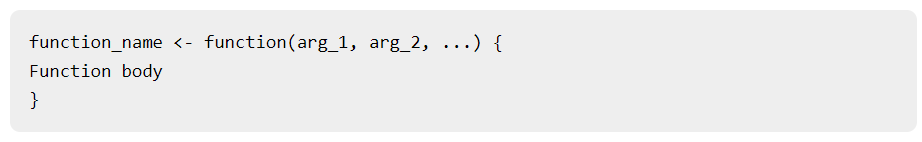 function_name <- function(arg_1, arg_2, ...) {
Function body
}